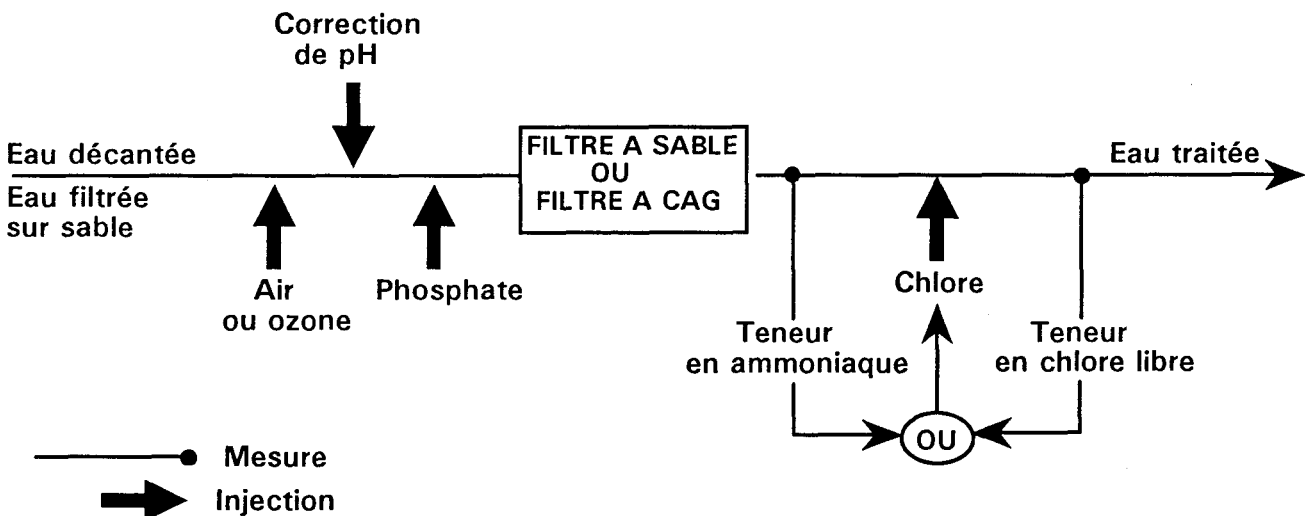 Correction
de pH
Eau décantée
Eau filtrée
sur sable
Air
ou ozone
Phosphate
FILTRE A SABLE
OU
FILTRE A CAG
Eau traitée
Chlore
Teneur
en ammoniaque
Teneur
en chlore libre
OU
Mesure
Injection